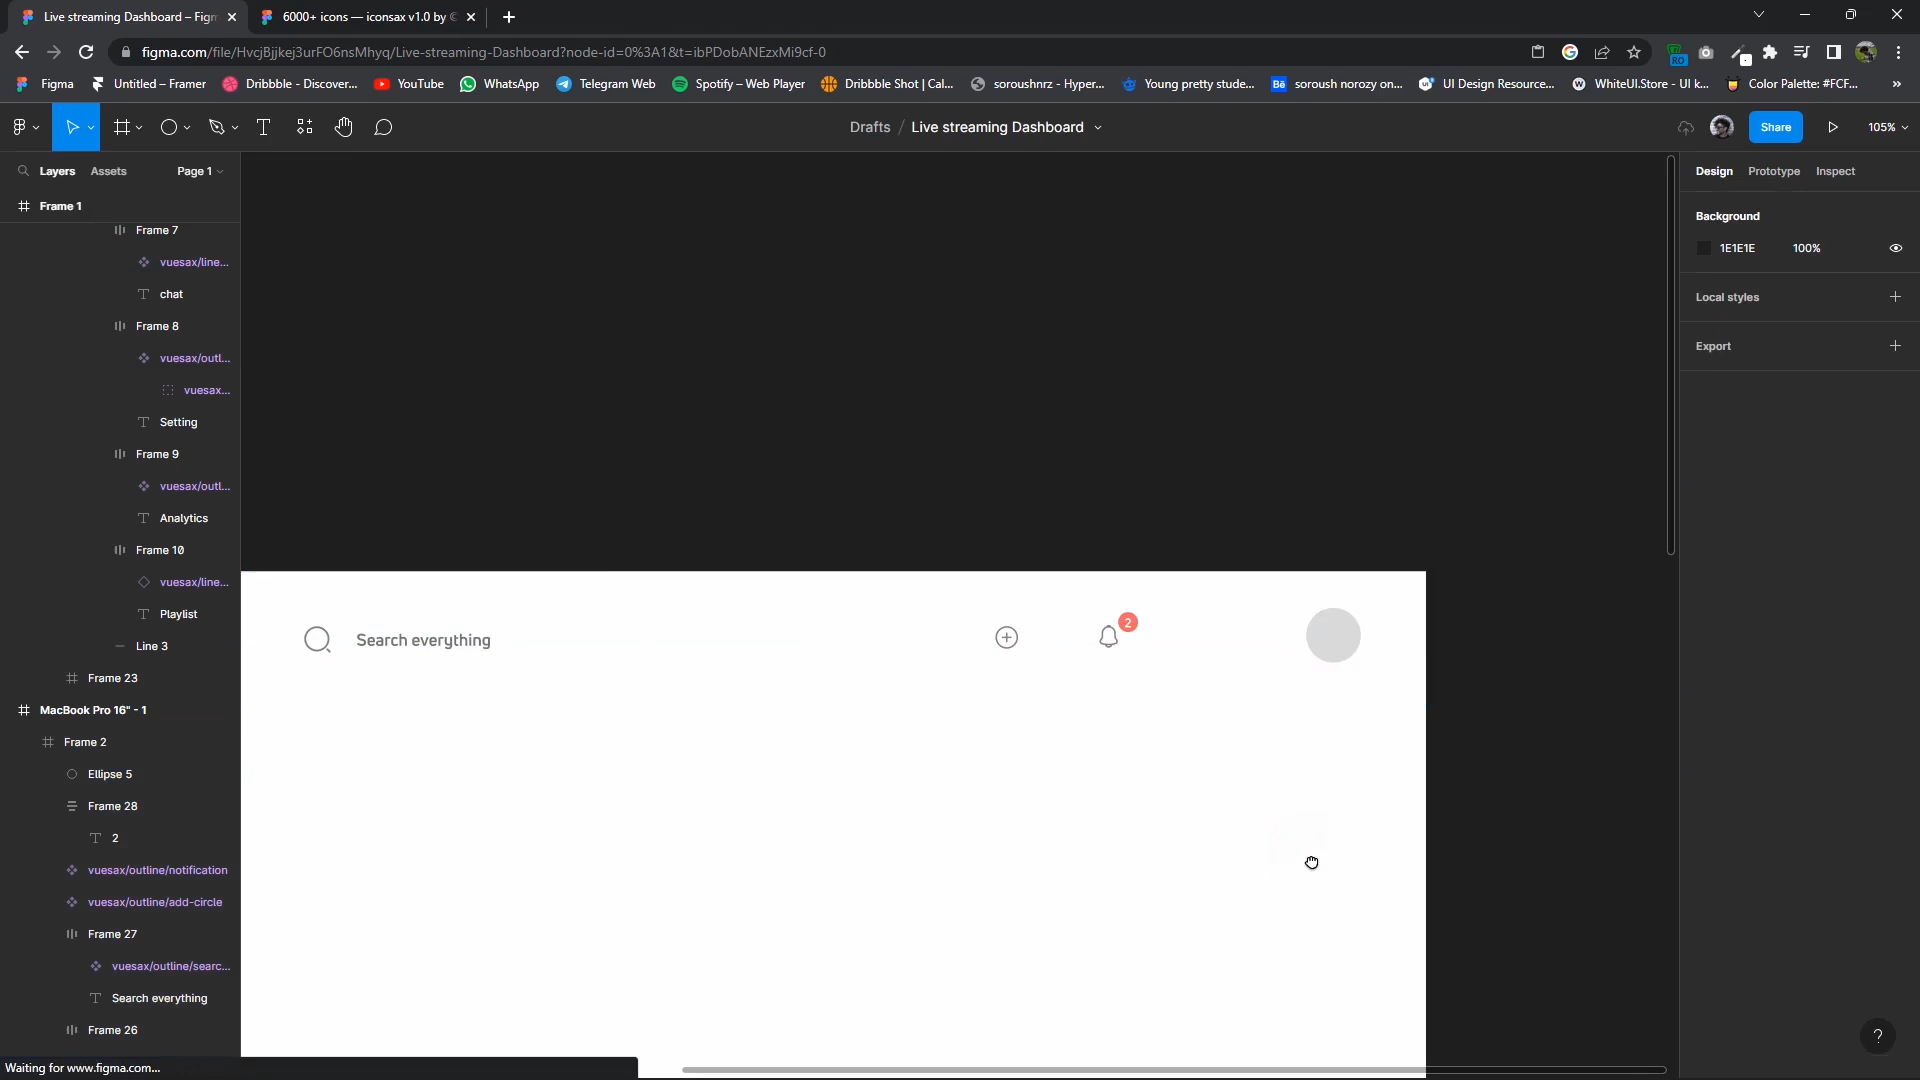 Live streaming Dashboard – Figm
6000+ icons — iconsax v1.0 by ©
figma.com/file/HvcjBjjkej3urFO6nsMhyq/Live-streaming-Dashboard?node-id=0%3A1&t=ibPDobANEzxMi9cf-0
RO
Figma
Untitled – Framer
Dribbble - Discover...
YouTube
WhatsApp
Telegram Web
Spotify – Web Player
Dribbble Shot | Cal...
soroushnrz - Hyper...
Young pretty stude...
Bē soroush norozy on...
UI Design Resource...
W WhiteUI.Store - UI k...
Color Palette: #FCF...
»
Drafts / Live streaming Dashboard
Share
105%
Layers
Assets
Page 1
Design
Prototype
Inspect
Frame 1
Background
1E1E1E
100%
Local styles
Export
Frame 7
vuesax/line...
chat
Frame 8
vuesax/outl...
vuesax...
Setting
Frame 9
vuesax/outl...
Analytics
Frame 10
vuesax/line...
Playlist
Line 3
Frame 23
MacBook Pro 16" - 1
Frame 2
Ellipse 5
Frame 28
2
vuesax/outline/notification
vuesax/outline/add-circle
Frame 27
vuesax/outline/searc...
Search everything
Frame 26
Search everything
2
?
Waiting for www.figma.com...